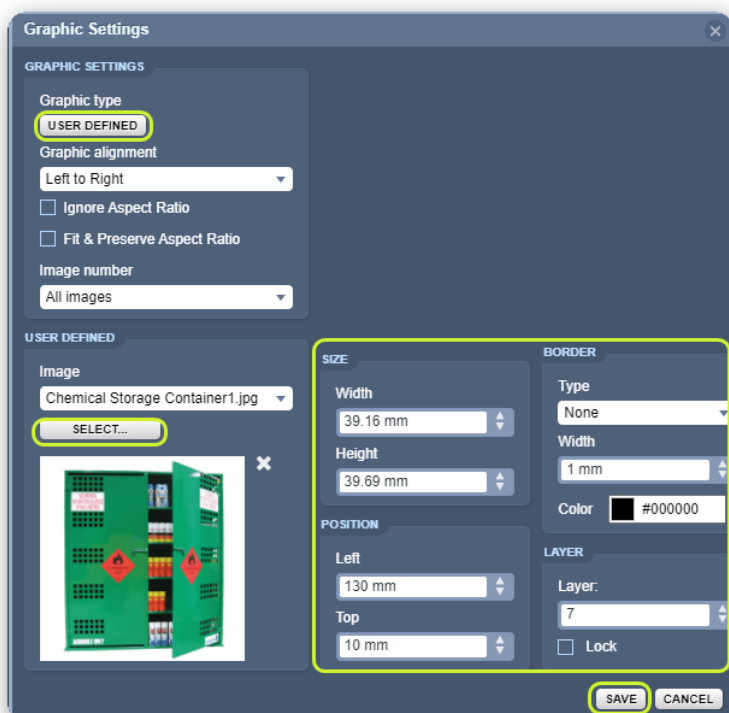 Graphic Settings
GRAPHIC SETTINGS
Graphic type
USER DEFINED
Graphic alignment
Left to Right
Ignore Aspect Ratio
Fit & Preserve Aspect Ratio
Image number
All images
USER DEFINED
Image
Chemical Storage Container1.jpg
SELECT...
SIZE
Width
39.16 mm
Height
39.69 mm
POSITION
Left
130 mm
Top
10 mm
BORDER
Type
None
Width
1 mm
Color #000000
LAYER
Layer:
7
Lock
SAVE CANCEL